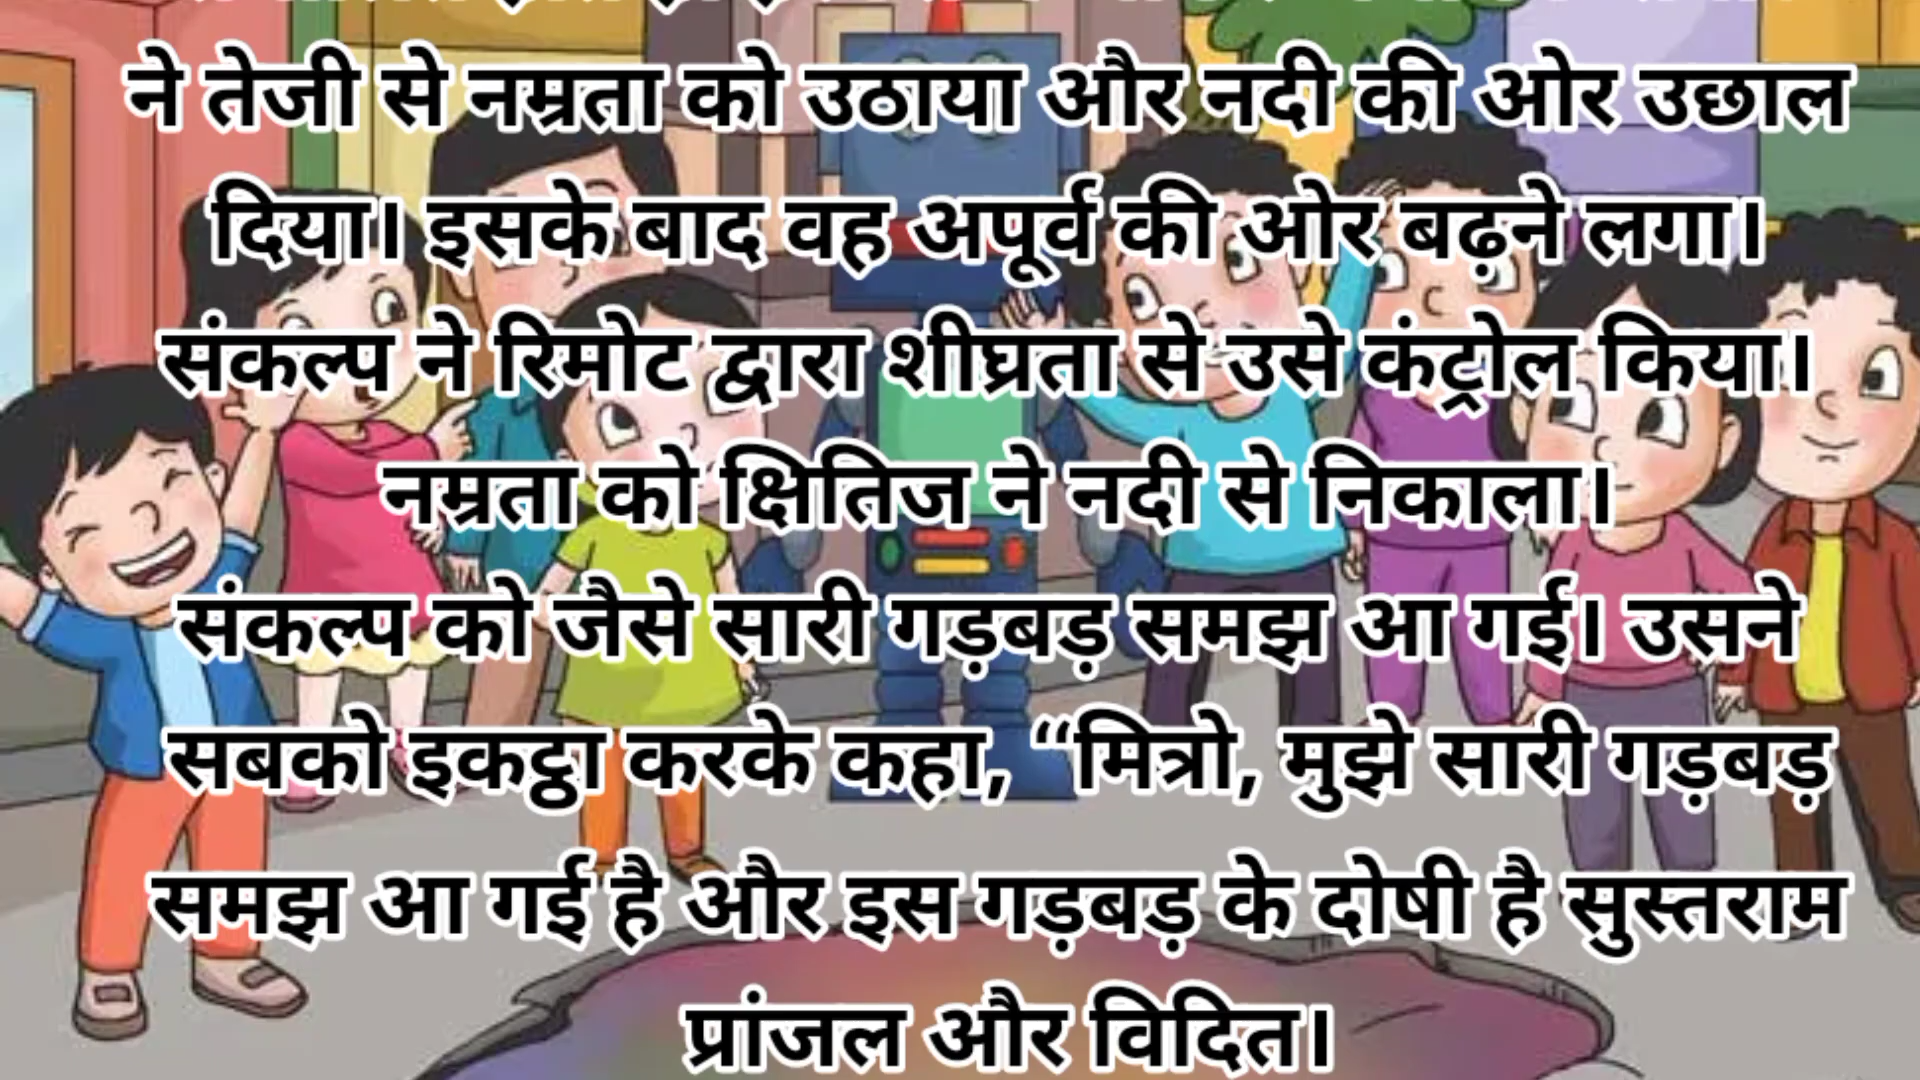 ने तेजी से नम्रता को उठाया और नदी की ओर उछाल
दिया। इसके बाद वह अपूर्व की ओर बढ़ने लगा।
संकल्प ने रिमोट द्वारा शीघ्रता से उसे कंट्रोल किया।
नम्रता को क्षितिज ने नदी से निकाला।
संकल्प को जैसे सारी गड़बड़ समझ आ गई। उसने
सबको इकट्ठा करके कहा, “मित्रो, मुझे सारी गड़बड़
समझ आ गई है और इस गड़बड़ के दोषी है सुस्तराम
प्रांजल और विदित।